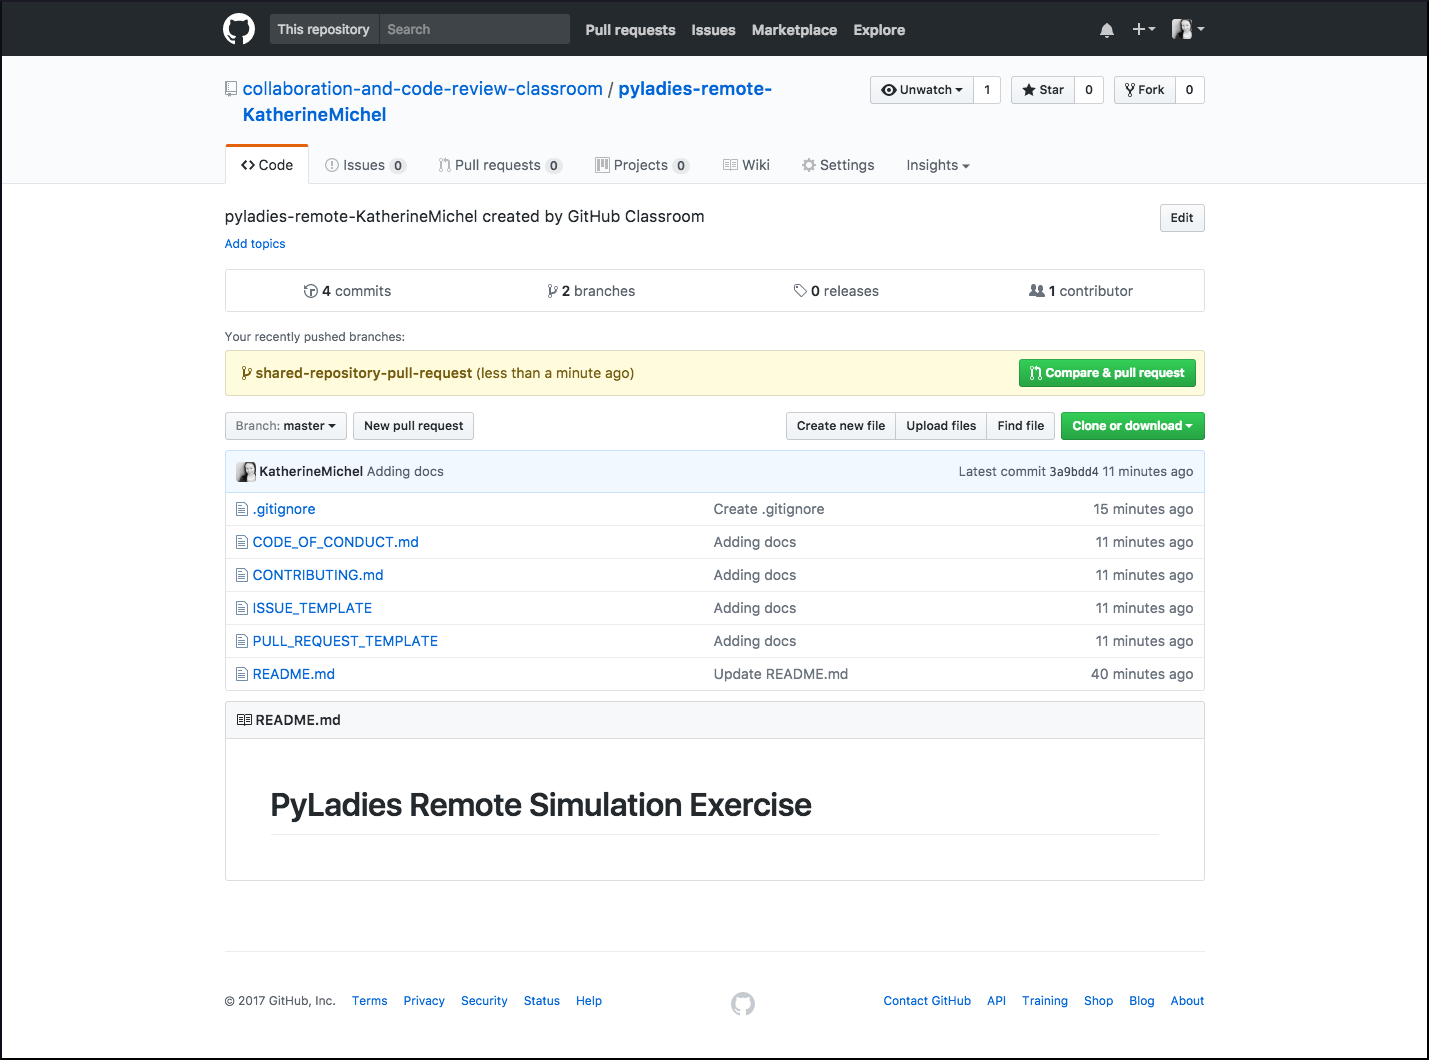 This repository Search Pull requests Issues Marketplace Explore
collaboration-and-code-review-classroom / pyladies-remote-
KatherineMichel
Unwatch 1 Star 0 Fork 0
Code Issues 0 Pull requests 0 Projects 0 Wiki Settings Insights
pyladies-remote-KatherineMichel created by GitHub Classroom
Edit
Add topics
4 commits 2 branches 0 releases 1 contributor
Your recently pushed branches:
shared-repository-pull-request (less than a minute ago) Compare & pull request
Branch: master New pull request Create new file Upload files Find file Clone or download
KatherineMichel Adding docs Latest commit 3a9bdd4 11 minutes ago
.gitignore Create .gitignore 15 minutes ago
CODE_OF_CONDUCT.md Adding docs 11 minutes ago
CONTRIBUTING.md Adding docs 11 minutes ago
ISSUE_TEMPLATE Adding docs 11 minutes ago
PULL_REQUEST_TEMPLATE Adding docs 11 minutes ago
README.md Update README.md 40 minutes ago
README.md
PyLadies Remote Simulation Exercise
© 2017 GitHub, Inc. Terms Privacy Security Status Help Contact GitHub API Training Shop Blog About